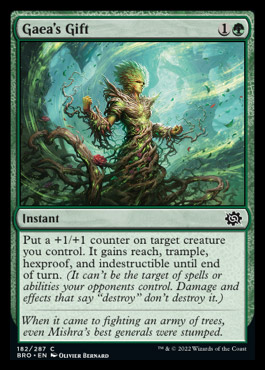 Gaea's Gift 1
Instant
Put a +1/+1 counter on target creature
you control. It gains reach, trample,
hexproof, and indestructible until end
of turn. (It can't be the target of spells or
abilities your opponents control. Damage and
effects that say "destroy" don't destroy it.)
When it came to fighting an army of trees,
even Mishra's best generals were stumped.
182/287 C
BRO • EN Olivier Bernard
™ & © 2022 Wizards of the Coast